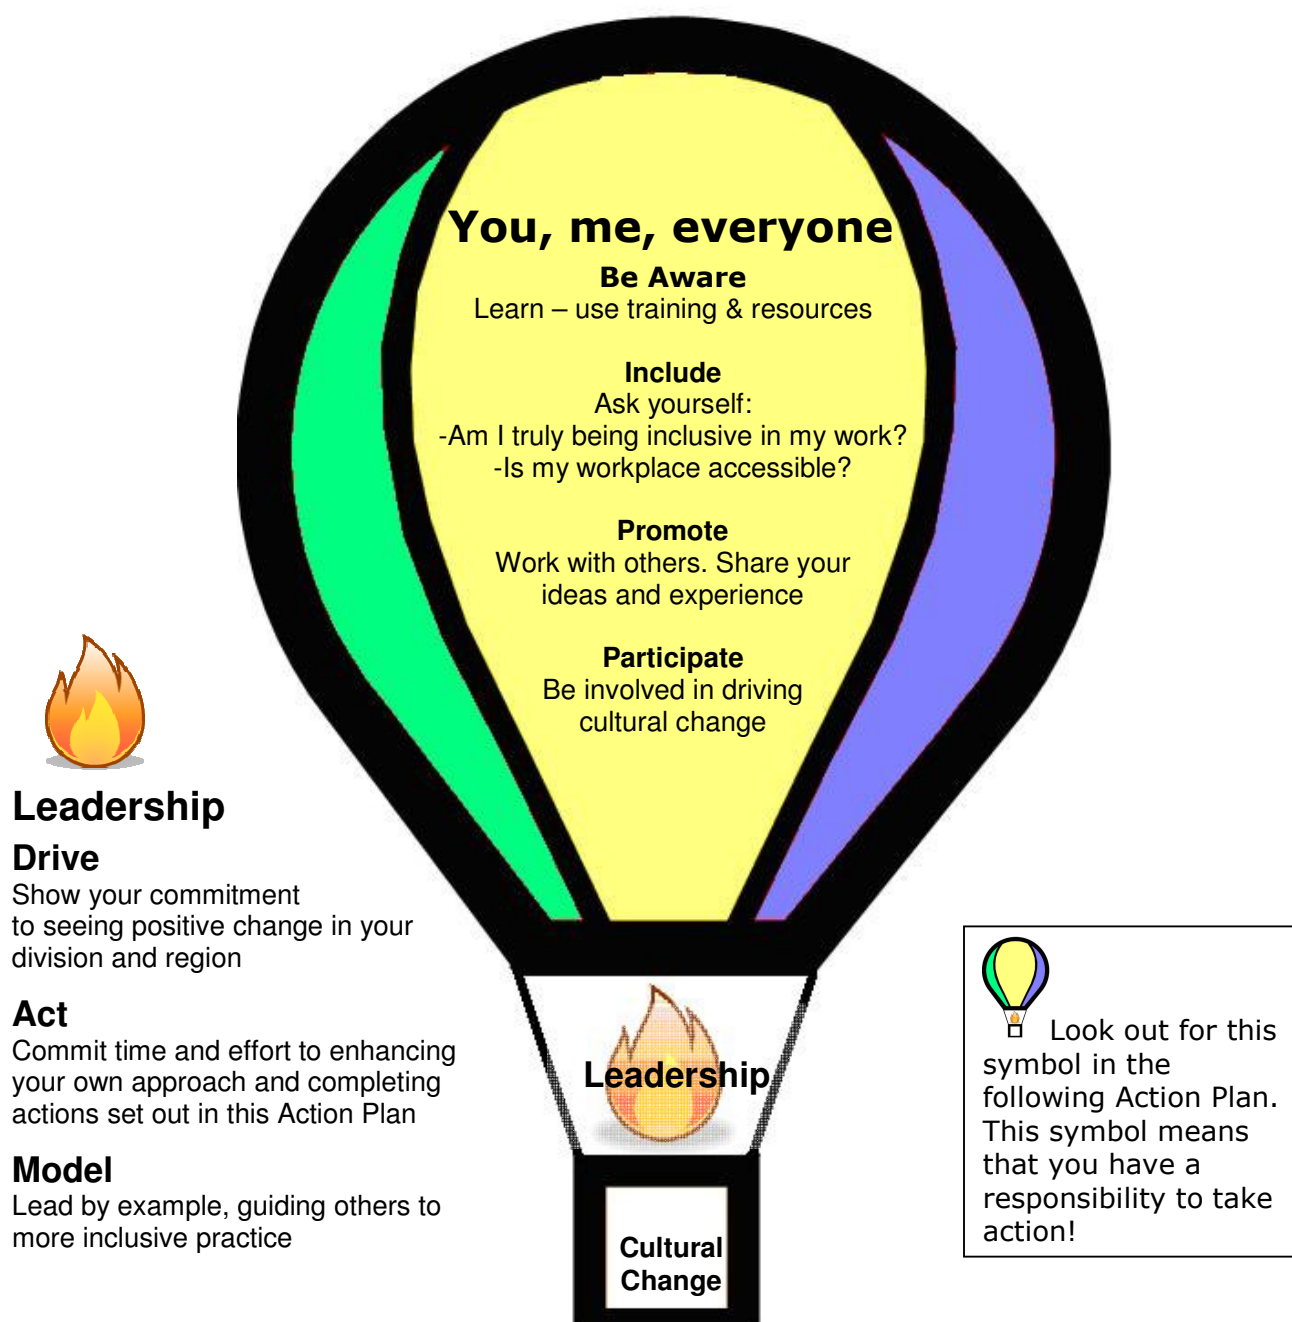 You, me, everyone
Be Aware
Learn – use training & resources
Include
Ask yourself:
-Am I truly being inclusive in my work?
-Is my workplace accessible?
Promote
Work with others. Share your
ideas and experience
Participate
Be involved in driving
cultural change
Leadership
Drive
Show your commitment
to seeing positive change in your
division and region
Act
Commit time and effort to enhancing
your own approach and completing
actions set out in this Action Plan
Model
Lead by example, guiding others to
more inclusive practice
Leadership
Cultural
Change
Look out for this
symbol in the
following Action Plan.
This symbol means
that you have a
responsibility to take
action!